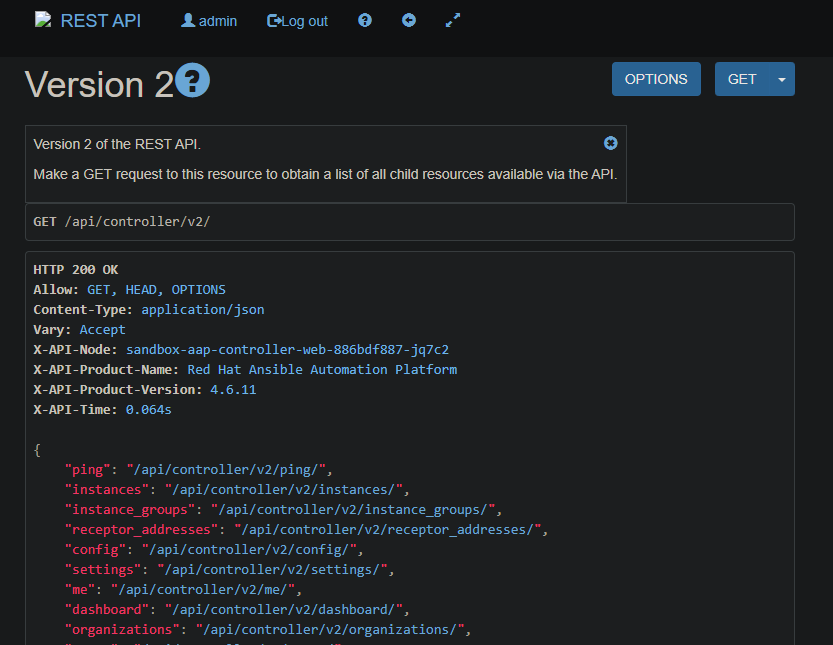 REST API admin Log out
Version 2
OPTIONS GET
Version 2 of the REST API.
Make a GET request to this resource to obtain a list of all child resources available via the API.
GET /api/controller/v2/
HTTP 200 OK
Allow: GET, HEAD, OPTIONS
Content-Type: application/json
Vary: Accept
X-API-Node: sandbox-aap-controller-web-886bdf887-jq7c2
X-API-Product-Name: Red Hat Ansible Automation Platform
X-API-Product-Version: 4.6.11
X-API-Time: 0.064s
{
"ping": "/api/controller/v2/ping/",
"instances": "/api/controller/v2/instances/",
"instance_groups": "/api/controller/v2/instance_groups/",
"receptor_addresses": "/api/controller/v2/receptor_addresses/",
"config": "/api/controller/v2/config/",
"settings": "/api/controller/v2/settings/",
"me": "/api/controller/v2/me/",
"dashboard": "/api/controller/v2/dashboard/",
"organizations": "/api/controller/v2/organizations/",